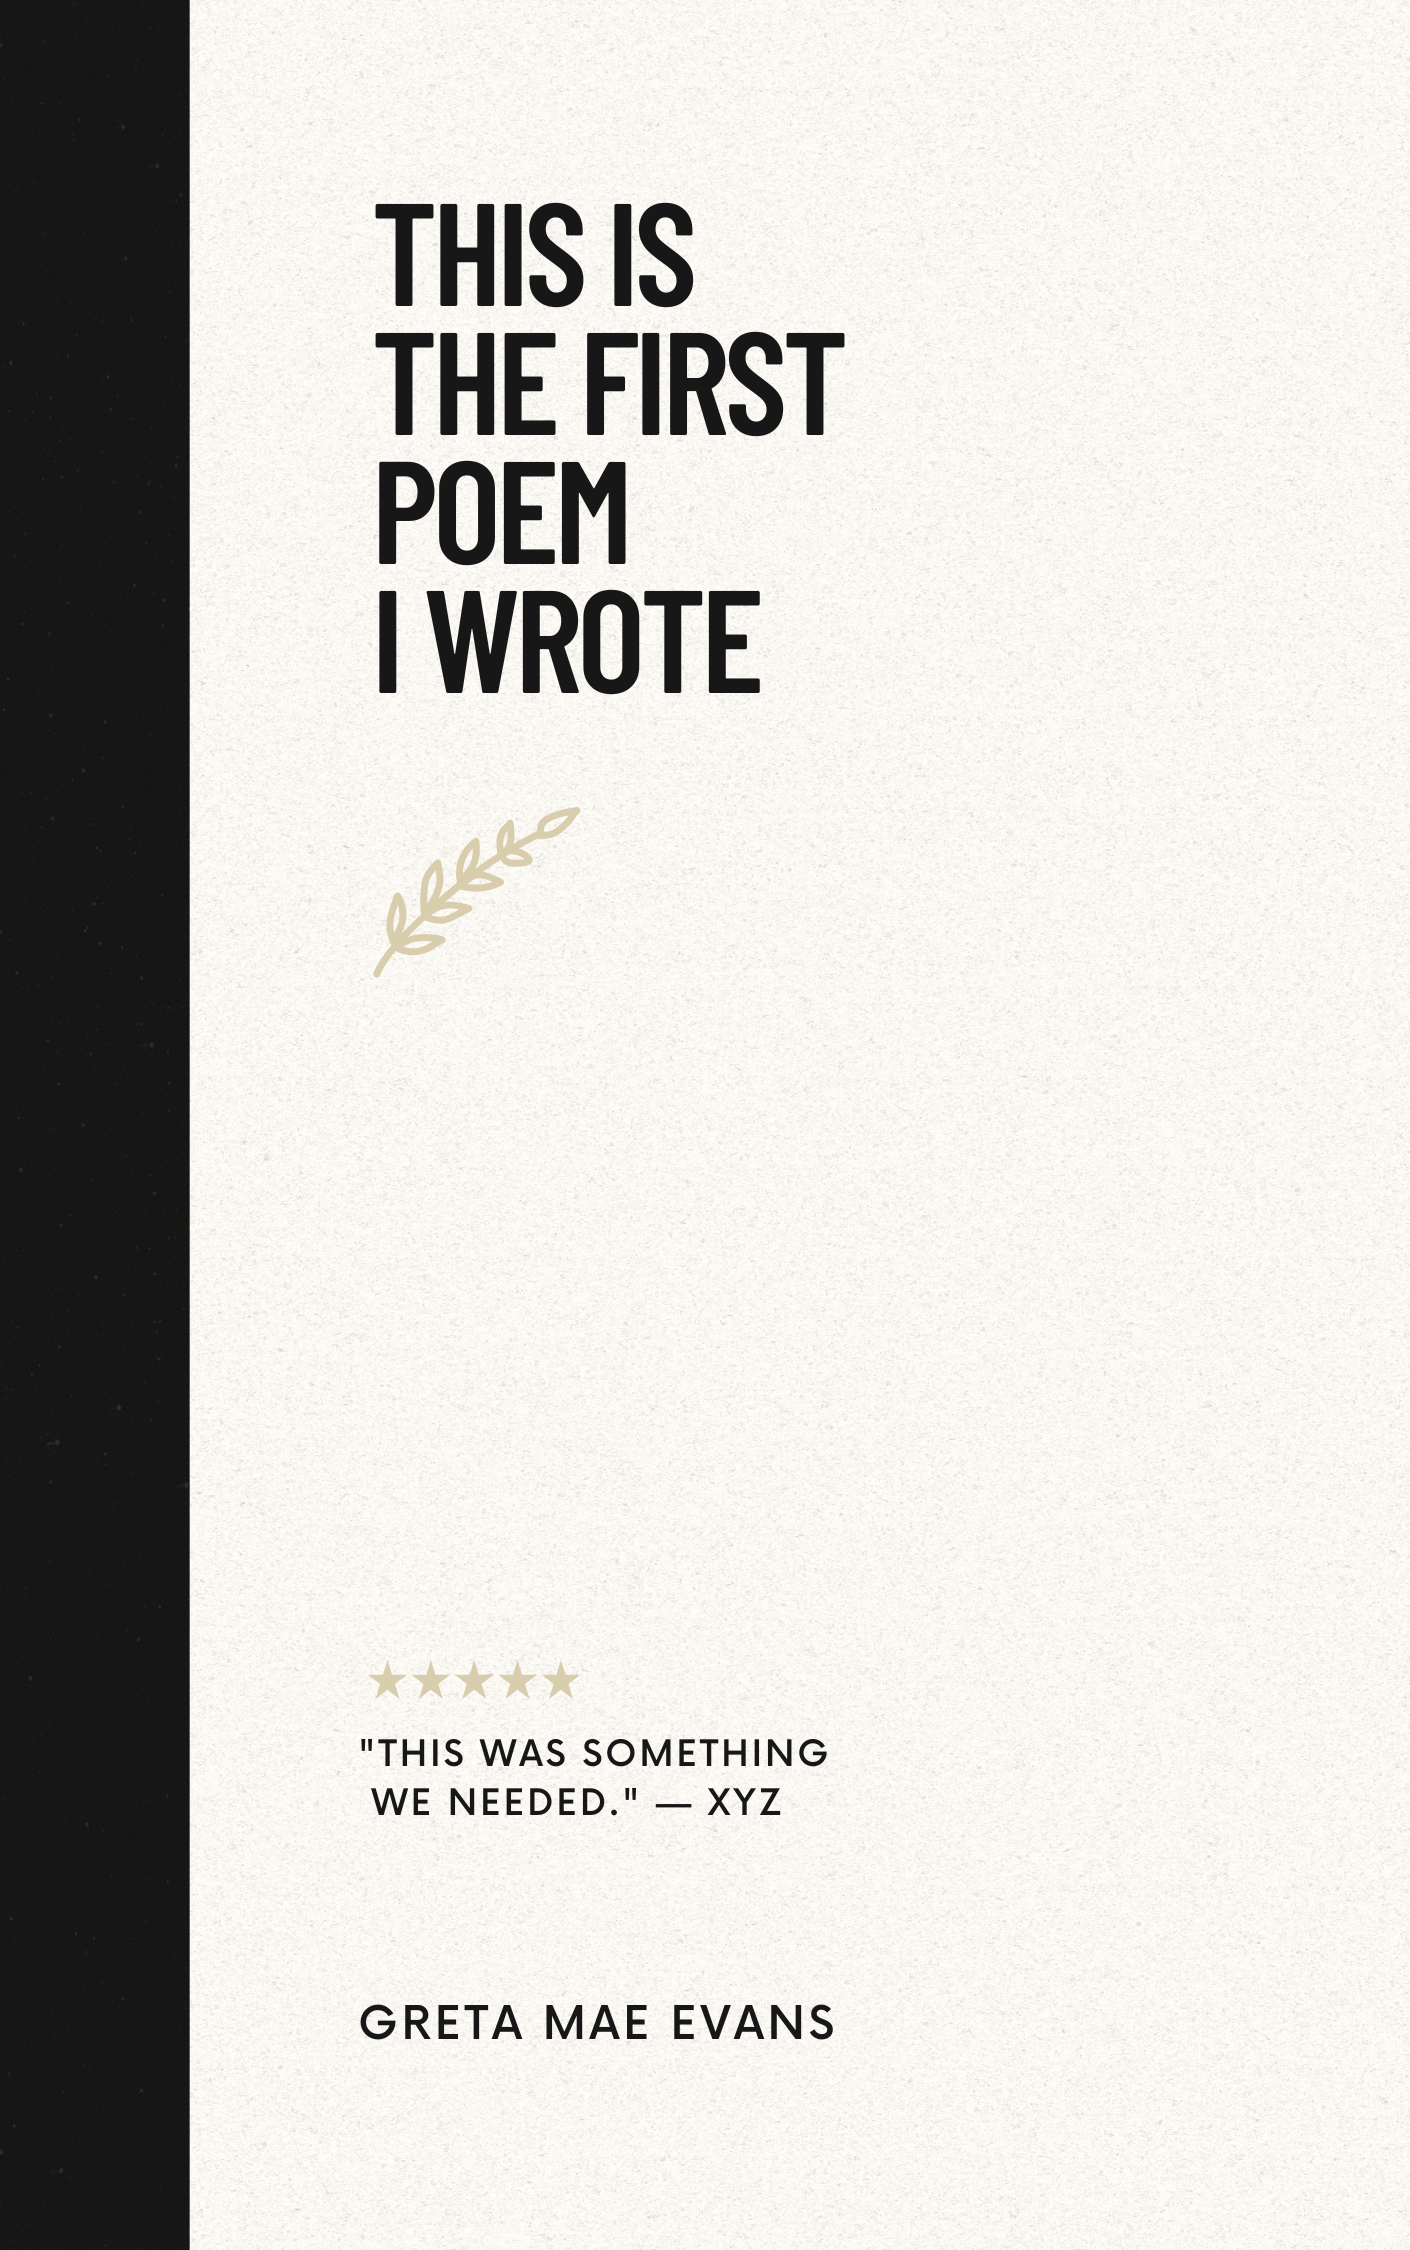 THIS IS
THE FIRST
POEM
I WROTE
★★★★★
"THIS WAS SOMETHING
WE NEEDED." — XYZ
GRETA MAE EVANS